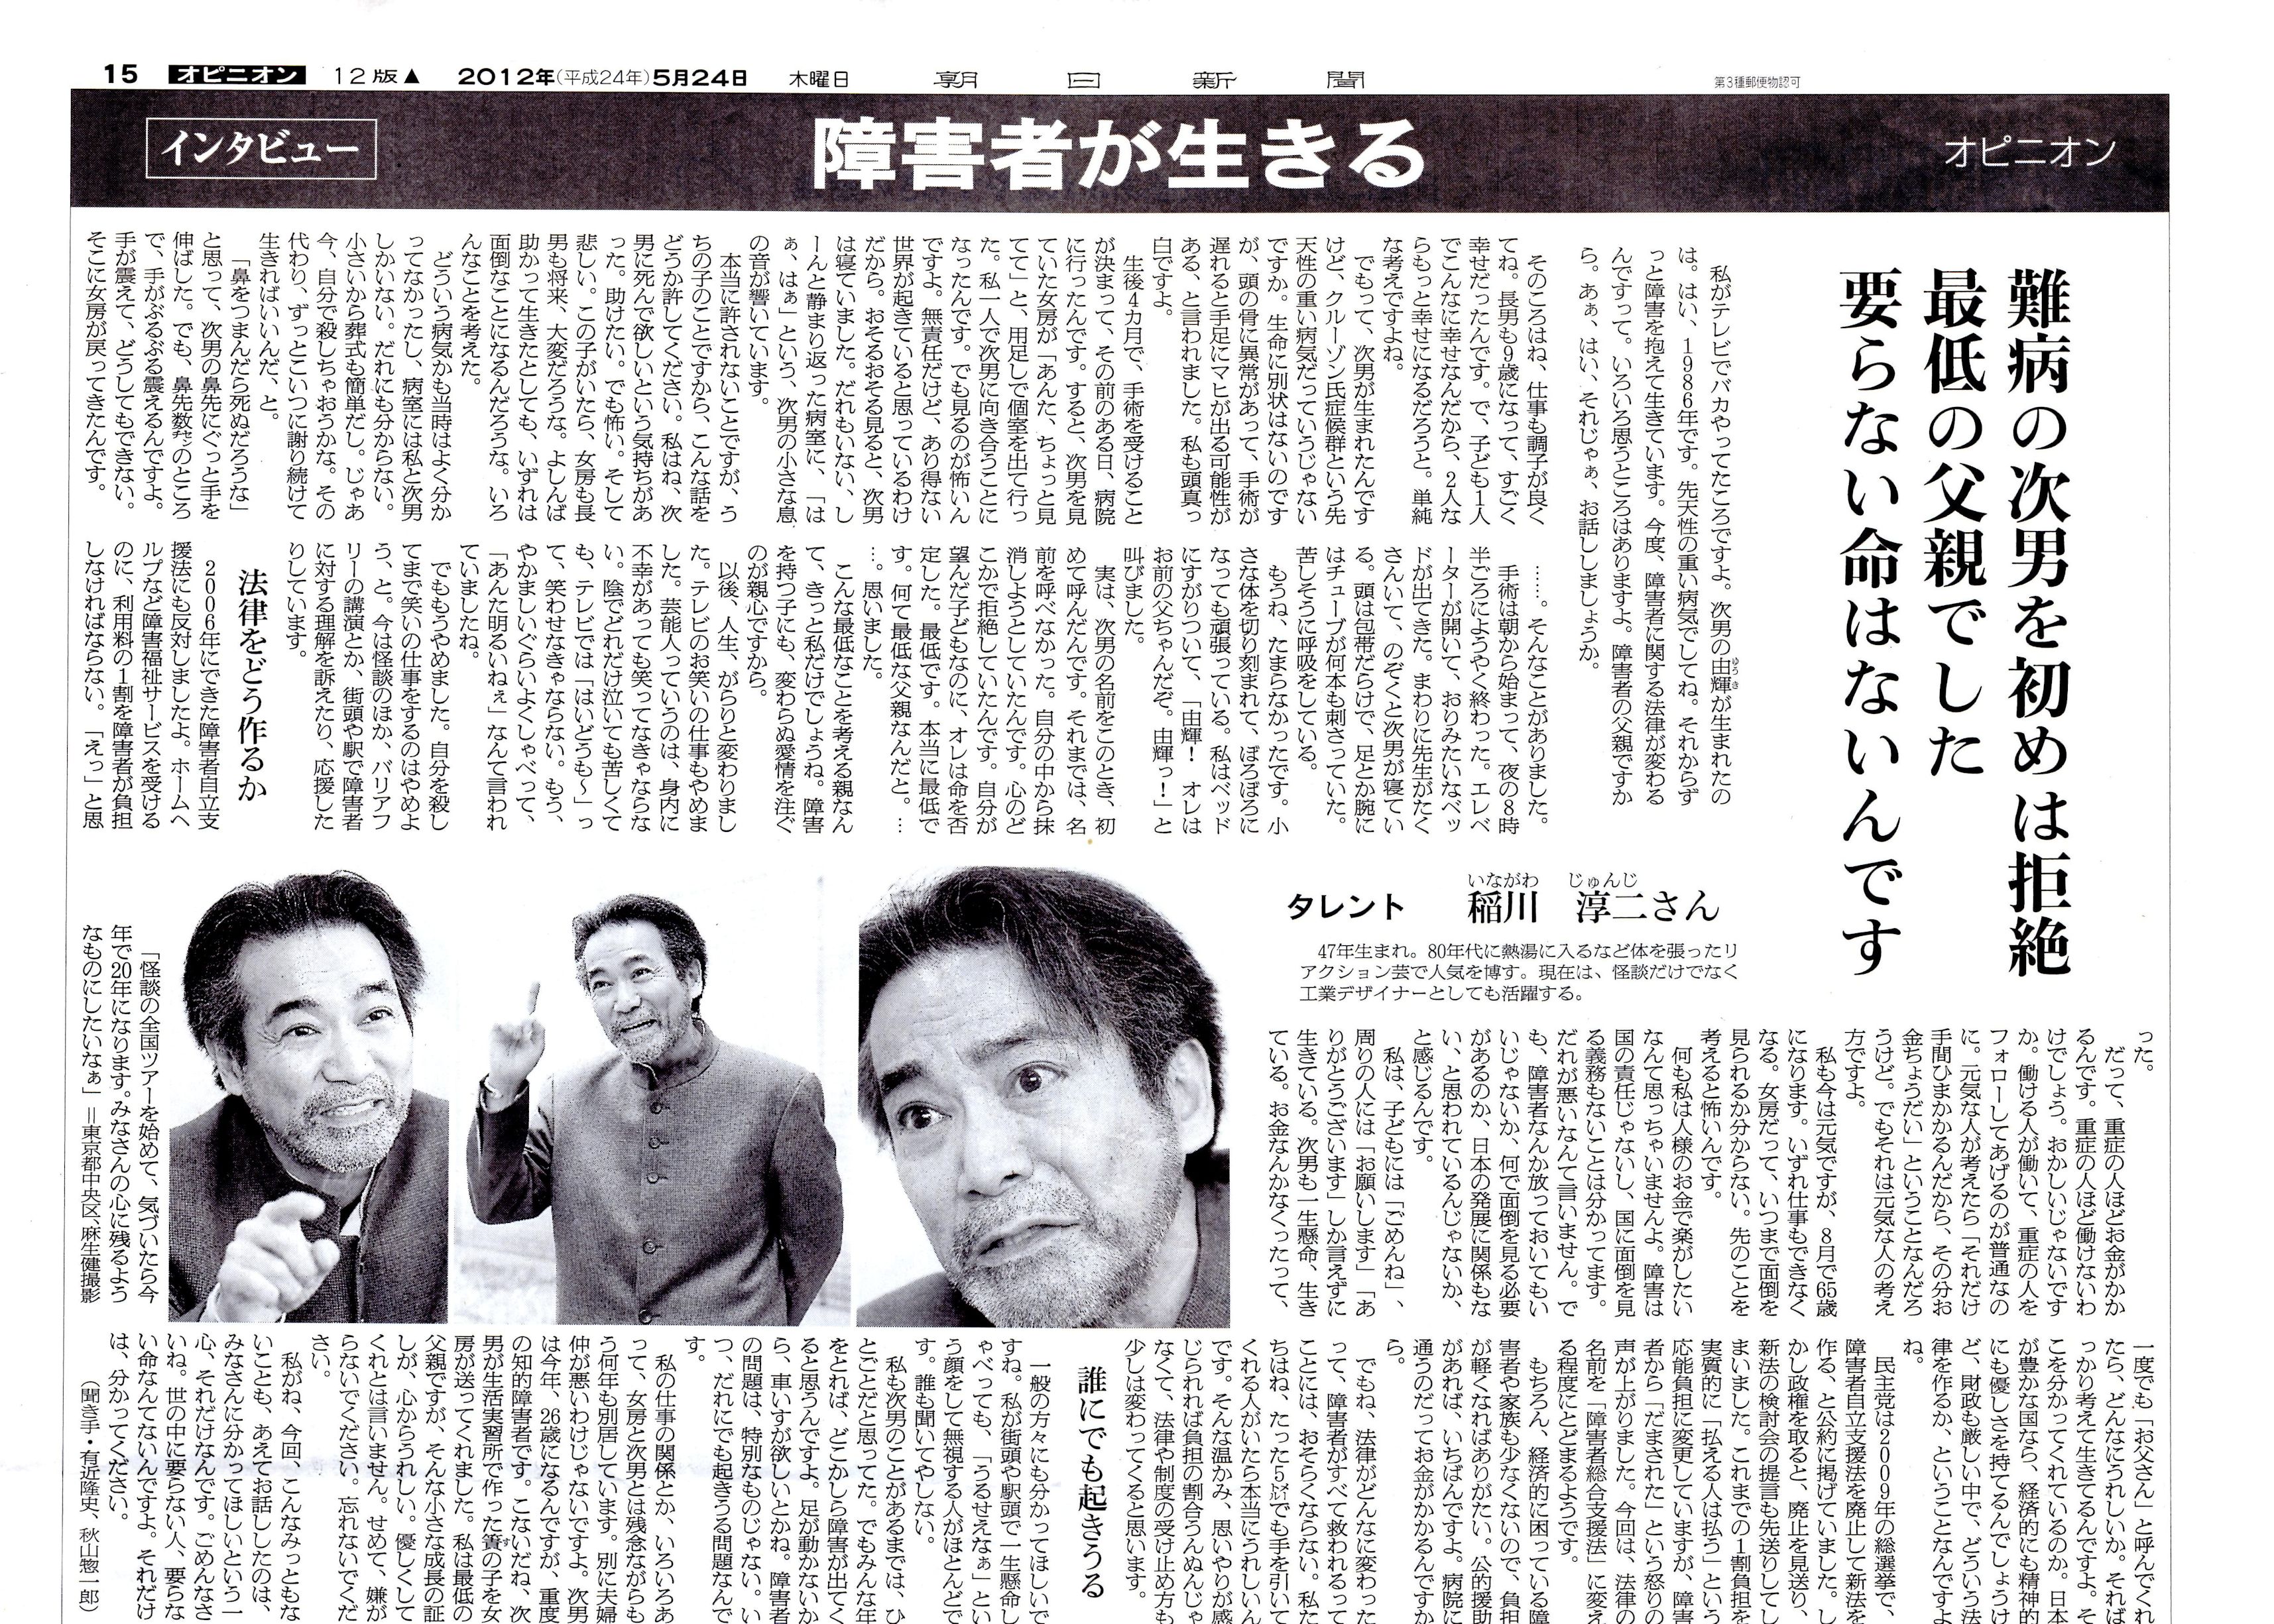 15 オピニオン 12版▲ 2012年(平成24年)5月24日 木曜日 朝日新聞 第3種郵便物認可
オピニオン
障害者が生きる
インタビュー
難病の次男を初めは拒絶
最低の父親でした
要らない命はないんです
私がテレビでバカやってたころですよ。次男の由輝(ゆうき)が生まれたの
は。はい、1986年です。先天性の重い病気でしてね。それからず
っと障害を抱えて生きています。今度、障害者に関する法律が変わる
んですって。いろいろ思うところはありますよ。障害者の父親ですか
ら。あぁ、はい、それじゃぁ、お話ししましょうか。
そのころはね、仕事も調子が良く
てね。長男も9歳になって、すごく
幸せだったんです。で、子ども1人
でこんなに幸せなんだから、2人な
らもっと幸せになるだろうと。単純
な考えですよね。
でもって、次男が生まれたんです
けど、クルーゾン氏症候群という先
天性の重い病気だっていうじゃない
ですか。生命に別状はないのです
が、頭の骨に異常があって、手術が
遅れると手足にマヒが出る可能性が
ある、と言われました。私も頭真っ
白ですよ。
生後4カ月で、手術を受けること
が決まって、その前のある日、病院
に行ったんです。すると、次男を見
ていた女房が「あんた、ちょっと見
てて」と、用足しで個室を出て行っ
た。私一人で次男に向き合うことに
なったんです。でも見るのが怖いん
ですよ。無責任だけど、あり得ない
世界が起きていると思っているわけ
だから。おそるおそる見ると、次男
は寝ていました。だれもいない、し
ーんと静まり返った病室に、「は
ぁ、はぁ」という、次男の小さな息
の音が響いています。
本当に許されないことですが、う
ちの子のことですから、こんな話を
どうか許してください。私はね、次
男に死んで欲しいという気持ちがあ
った。助けたい。でも怖い。そして
悲しい。この子がいたら、女房も長
男も将来、大変だろうな。よしんば
助かって生きたとしても、いずれは
面倒なことになるんだろうな。いろ
んなことを考えた。
どういう病気かも当時はよく分か
ってなかったし、病室には私と次男
しかいない。だれにも分からない。
小さいから葬式も簡単だし。じゃあ
今、自分で殺しちゃおうかな。その
代わり、ずっとこいつに謝り続けて
生きればいいんだ、と。
「鼻をつまんだら死ぬだろうな」
と思って、次男の鼻先にぐっと手を
伸ばした。でも、鼻先数センチのところ
で、手がぶるぶる震えるんですよ。
手が震えて、どうしてもできない。
そこに女房が戻ってきたんです。
……。そんなことがありました。
手術は朝から始まって、夜の8時
半ごろにようやく終わった。エレベ
ーターが開いて、おりみたいなベッ
ドが出てきた。まわりに先生がたく
さんいて、のぞくと次男が寝てい
る。頭は包帯だらけで、足とか腕に
はチューブが何本も刺さっていた。
苦しそうに呼吸をしている。
もうね、たまらなかったです。小
さな体を切り刻まれて、ぼろぼろに
なっても頑張っている。私はベッド
にすがりついて、「由輝! オレは
お前の父ちゃんだぞ。由輝っ!」と
叫びました。
実は、次男の名前をこのとき、初
めて呼んだんです。それまでは、名
前を呼べなかった。自分の中から抹
消しようとしていたんです。心のど
こかで拒絶していたんです。自分が
望んだ子どもなのに、オレは命を否
定した。最低です。本当に最低で
す。何て最低な父親なんだと。…
…。思いました。
こんな最低なことを考える親なん
て、きっと私だけでしょうね。障害
を持つ子にも、変わらぬ愛情を注ぐ
のが親心ですから。
以後、人生、がらりと変わりまし
た。テレビのお笑いの仕事もやめま
した。芸能人っていうのは、身内に
不幸があっても笑ってなきゃならな
い。陰でどれだけ泣いても苦しくて
も、テレビでは「はいどうも〜」っ
て、笑わせなきゃならない。もう、
やかましいぐらいよくしゃべって、
「あんた明るいねぇ」なんて言われ
ていましたね。
でももうやめました。自分を殺し
てまで笑いの仕事をするのはやめよ
う、と。今は怪談のほか、バリアフ
リーの講演とか、街頭や駅で障害者
に対する理解を訴えたり、応援した
りしています。
法律をどう作るか
2006年にできた障害者自立支
援法にも反対しましたよ。ホームヘ
ルプなど障害福祉サービスを受ける
のに、利用料の1割を障害者が負担
しなければならない。「えっ」と思
タレント 稲川(いながわ) 淳二(じゅんじ)さん
47年生まれ。80年代に熱湯に入るなど体を張ったリ
アクション芸で人気を博す。現在は、怪談だけでなく
工業デザイナーとしても活躍する。
「怪談の全国ツアーを始めて、気づいたら今
年で20年になります。みなさんの心に残るよう
なものにしたいなぁ」=東京都中央区、麻生健撮影
った。
だって、重症の人ほどお金がかか
るんです。重症の人ほど働けないわ
けでしょう。おかしいじゃないです
か。働ける人が働いて、重症の人を
フォローしてあげるのが普通なの
に。元気な人が考えたら「それだけ
手間ひまかかるんだから、その分お
金ちょうだい」ということなんだろ
うけど。でもそれは元気な人の考え
方ですよ。
私も今は元気ですが、8月で65歳
になります。いずれ仕事もできなく
なる。女房だって、いつまで面倒を
見られるか分からない。先のことを
考えると怖いんです。
何も私は人様のお金で楽がしたい
なんて思っちゃいませんよ。障害は
国の責任じゃないし、国に面倒を見
る義務もないことは分かってます。
だれが悪いなんて言いません。で
も、障害者なんか放っておいてもい
いじゃないか、何で面倒を見る必要
があるのか、日本の発展に関係もな
い、と思われているんじゃないか、
と感じるんです。
私は、子どもには「ごめんね」、
周りの人には「お願いします」「あ
りがとうございます」しか言えずに
生きている。次男も一生懸命、生き
ている。お金なんかなくったって、
一度でも「お父さん」と呼んでくれ
たら、どんなにうれしいか。それば
っかり考えて生きてるんですよ。そ
こを分かってくれているのか。日本
が豊かな国なら、経済的にも精神的
にも優しさを持てるんでしょうけ
ど、財政も厳しい中で、どういう法
律を作るか、ということなんですよ
ね。
民主党は2009年の総選挙で、
障害者自立支援法を廃止して新法を
作る、と公約に掲げていました。し
かし政権を取ると、廃止を見送り、
新法の検討会の提言も先送りしてし
まいました。これまでの1割負担を
実質的に「払える人は払う」という
応能負担に変更していますが、障害
者から「だまされた」という怒りの
声が上がりました。今回は、法律の
名前を「障害者総合支援法」に変え
る程度にとどまるようです。
もちろん、経済的に困っている障
害者や家族も少なくないので、負担
が軽くなればありがたい。公的援助
があれば、いちばんですよ。病院に
通うのだってお金がかかるんですか
ら。
でもね、法律がどんなに変わった
って、障害者がすべて救われるって
ことには、おそらくならない。私た
ちはね、たった5メートルでも手を引いて
くれる人がいたら本当にうれしいん
です。そんな温かみ、思いやりが感
じられれば負担の割合うんぬんじゃ
なくて、法律や制度の受け止め方も
少しは変わってくると思います。
誰にでも起きうる
一般の方々にも分かってほしいで
すね。私が街頭や駅頭で一生懸命し
ゃべっても、「うるせえなぁ」とい
う顔をして無視する人がほとんどで
す。誰も聞いてやしない。
私も次男のことがあるまでは、ひ
とごとだと思ってた。でもみんな年
をとれば、どこかしら障害が出てく
ると思うんですよ。足が動かないか
ら、車いすが欲しいとかね。障害者
の問題は、特別なものじゃない。い
つ、だれにでも起きうる問題なんで
す。
私の仕事の関係とか、いろいろあ
って、女房と次男とは残念ながらも
う何年も別居しています。別に夫婦
仲が悪いわけじゃないですよ。次男
は今年、26歳になるんですが、重度
の知的障害者です。こないだね、次
男が生活実習所で作った簀(す)の子を女
房が送ってくれました。私は最低の
父親ですが、そんな小さな成長の証
しが、心からうれしい。優しくして
くれとは言いません。せめて、嫌が
らないでください。忘れないでくだ
さい。
私がね、今回、こんなみっともな
いことも、あえてお話ししたのは、
みなさんに分かってほしいという一
心、それだけなんです。ごめんなさ
いね。世の中に要らない人、要らな
い命なんてないんですよ。それだけ
は、分かってください。
(聞き手・有近隆史、秋山惣一郎)